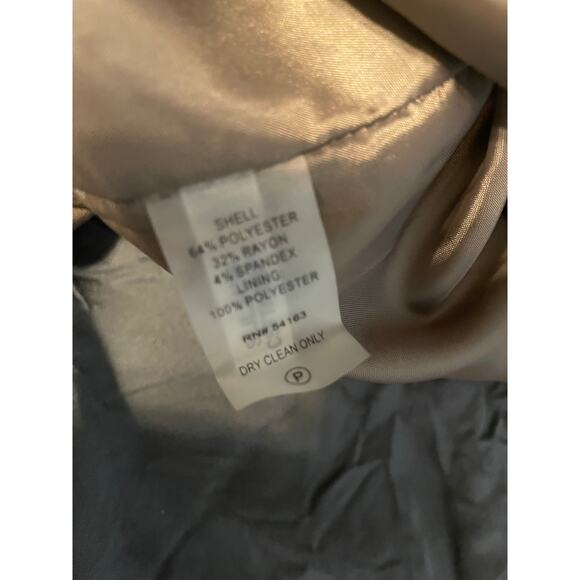 SHELL
64% POLYESTER
32% RAYON
4% SPANDEX
LINING:
100% POLYESTER
RN# 54163
DRY CLEAN ONLY
P